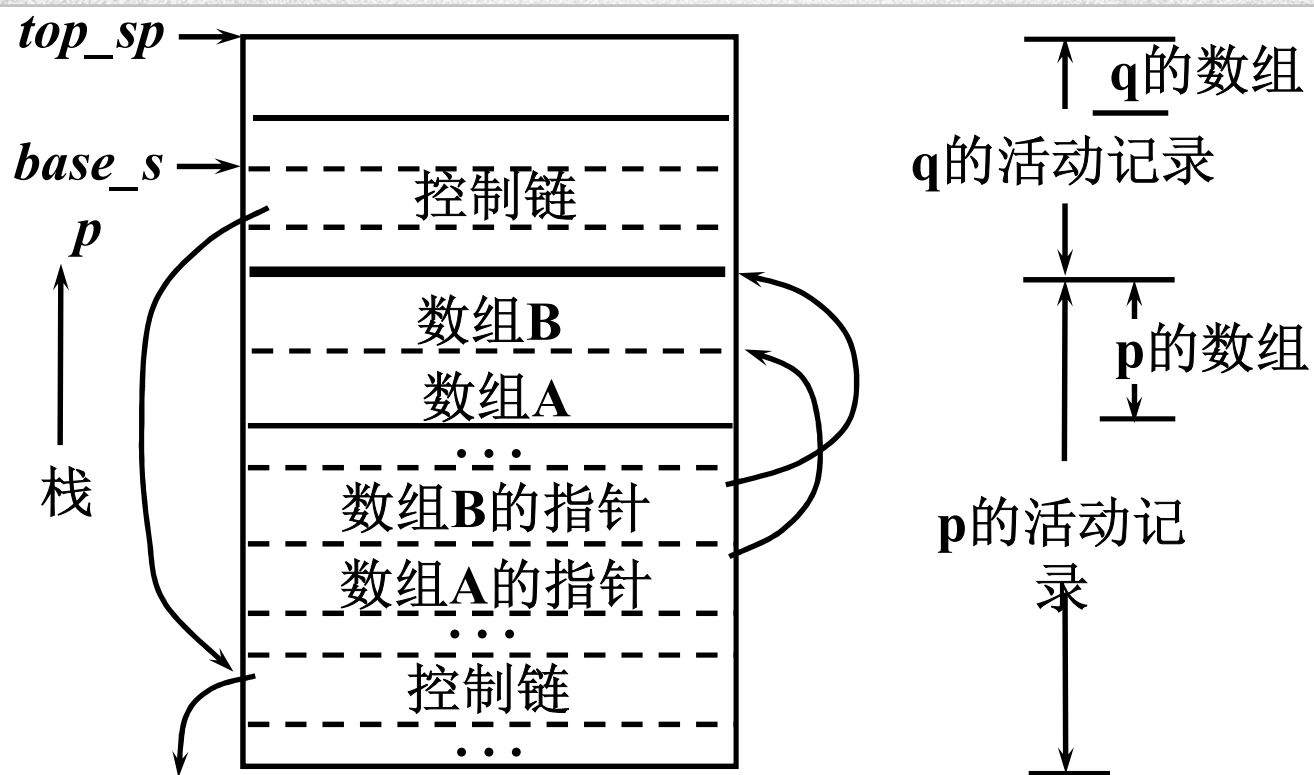 top_sp
q的数组
base_s
p
控制链
q的活动记录
数组B
p的数组
数组A
栈
• • •
数组B的指针
p的活动记
录
数组A的指针
• • •
控制链
• • •